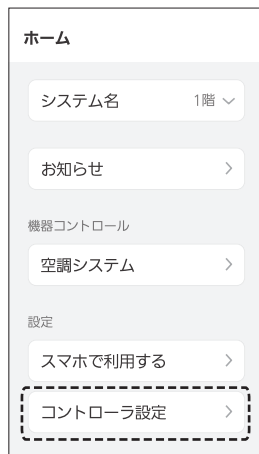 ホーム
システム名 1階
お知らせ
機器コントロール
空調システム
設定
スマホで利用する
コントローラ設定